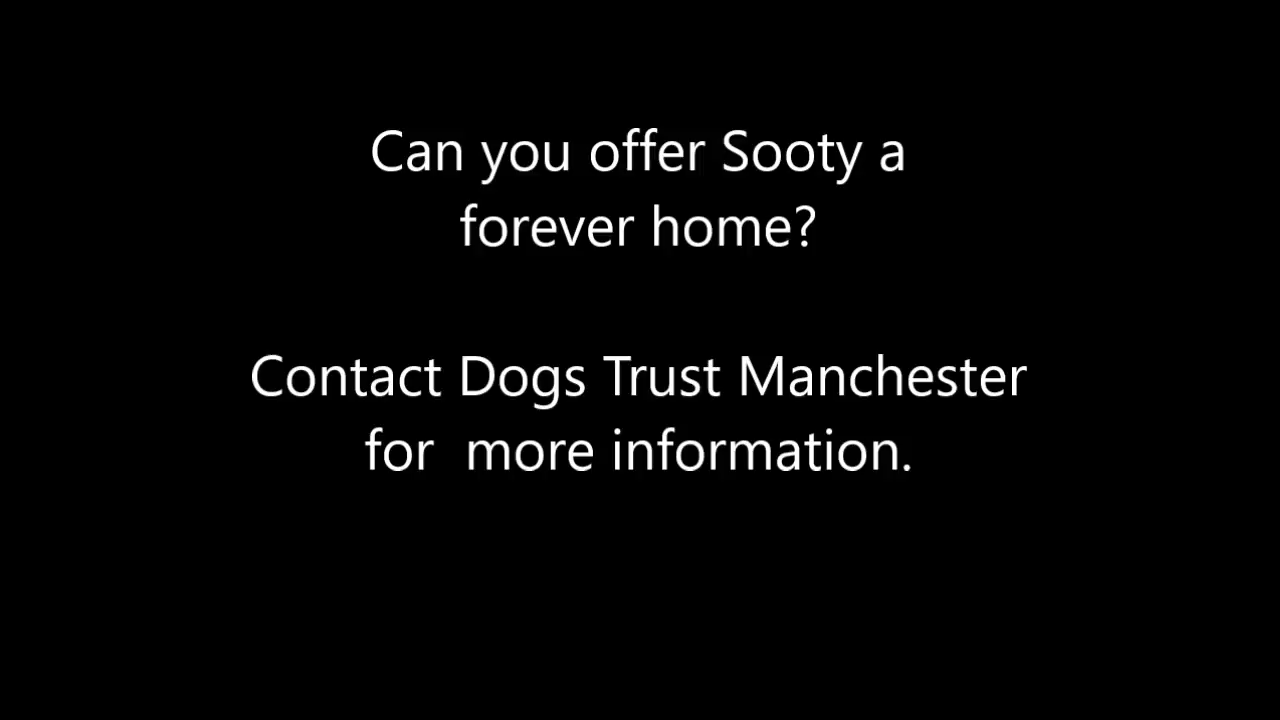 Can you offer Sooty a
forever home?
Contact Dogs Trust Manchester
for  more information.